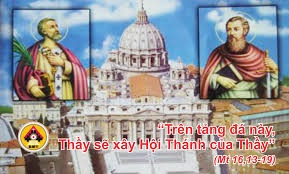 “Trên tảng đá này,
Thầy sẽ xây Hội Thánh của Thầy”
(Mt 16,13-19)